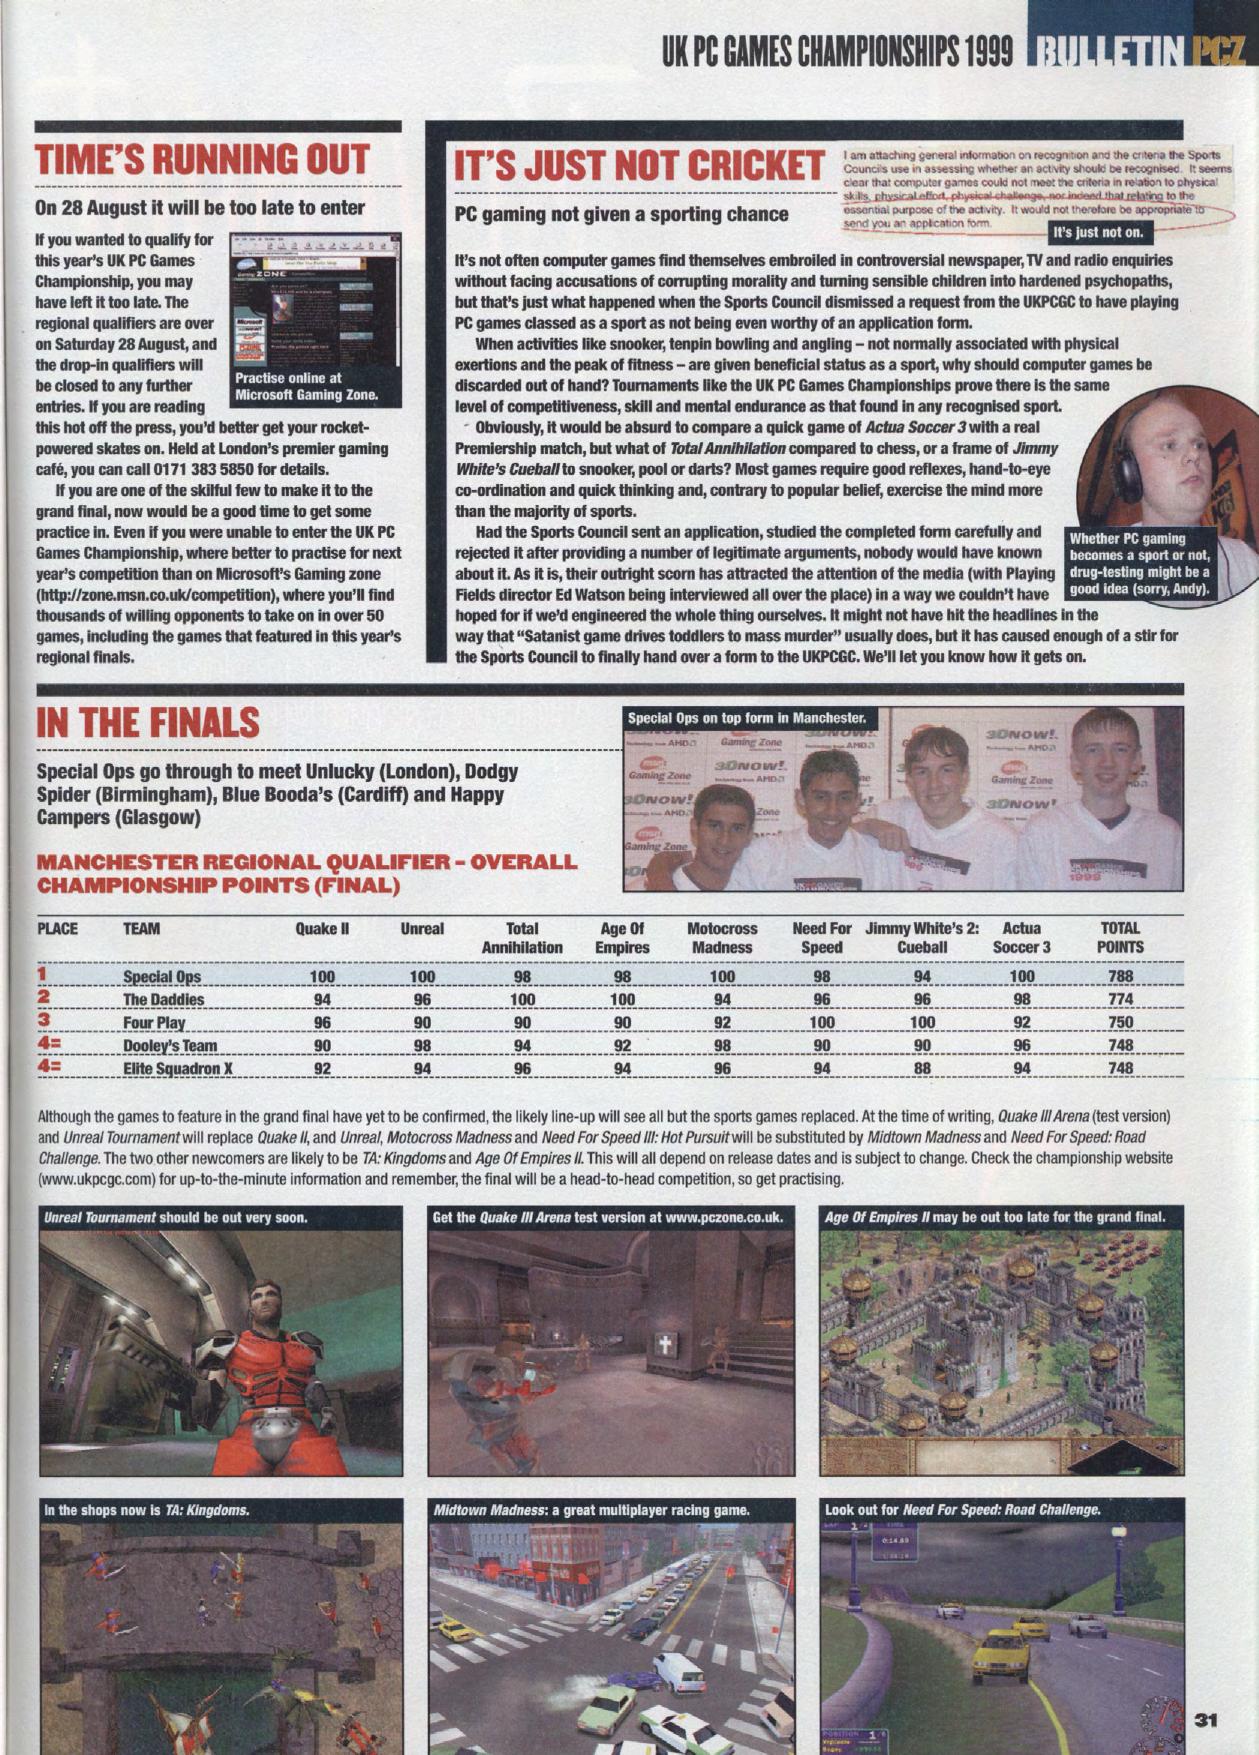 UK PC GAMES CHAMPIONSHIPS 1999 BULLETIN PCZ
TIME'S RUNNING OUT
On 28 August it will be too late to enter
If you wanted to qualify for
this year's UK PC Games
Championship, you may
have left it too late. The
regional qualifiers are over
on Saturday 28 August, and
the drop-in qualifiers will
be closed to any further
entries. If you are reading
this hot off the press, you'd better get your rocket-
powered skates on. Held at London's premier gaming
café, you can call 0171 383 5850 for details.
If you are one of the skilful few to make it to the
grand final, now would be a good time to get some
practice in. Even if you were unable to enter the UK PC
Games Championship, where better to practise for next
year's competition than on Microsoft's Gaming zone
(http://zone.msn.co.uk/competition), where you'll find
thousands of willing opponents to take on in over 50
games, including the games that featured in this year's
regional finals.
Gaming ZONE
Microsoft
Practise online at
Microsoft Gaming Zone.
IT'S JUST NOT CRICKET
PC gaming not given a sporting chance
I am attaching general information on recognition and the criteria the Sports
Councils use in assessing whether an activity should be recognised. It seems
clear that computer games could not meet the criteria in relation to physical
skills, physical effort, physical challenge, nor indeed that relating to the
essential purpose of the activity. It would not therefore be appropriate to
send you an application form.
It's just not on.
It's not often computer games find themselves embroiled in controversial newspaper, TV and radio enquiries
without facing accusations of corrupting morality and turning sensible children into hardened psychopaths,
but that's just what happened when the Sports Council dismissed a request from the UKPCGC to have playing
PC games classed as a sport as not being even worthy of an application form.
When activities like snooker, tenpin bowling and angling – not normally associated with physical
exertions and the peak of fitness – are given beneficial status as a sport, why should computer games be
discarded out of hand? Tournaments like the UK PC Games Championships prove there is the same
level of competitiveness, skill and mental endurance as that found in any recognised sport.
Obviously, it would be absurd to compare a quick game of Actua Soccer 3 with a real
Premiership match, but what of Total Annihilation compared to chess, or a frame of Jimmy
White's Cueball to snooker, pool or darts? Most games require good reflexes, hand-to-eye
co-ordination and quick thinking and, contrary to popular belief, exercise the mind more
than the majority of sports.
Had the Sports Council sent an application, studied the completed form carefully and
rejected it after providing a number of legitimate arguments, nobody would have known
about it. As it is, their outright scorn has attracted the attention of the media (with Playing
Fields director Ed Watson being interviewed all over the place) in a way we couldn't have
hoped for if we'd engineered the whole thing ourselves. It might not have hit the headlines in the
way that "Satanist game drives toddlers to mass murder" usually does, but it has caused enough of a stir for
the Sports Council to finally hand over a form to the UKPCGC. We'll let you know how it gets on.
Whether PC gaming
becomes a sport or not,
drug-testing might be a
good idea (sorry, Andy).
IN THE FINALS
Special Ops go through to meet Unlucky (London), Dodgy
Spider (Birmingham), Blue Booda's (Cardiff) and Happy
Campers (Glasgow)
Special Ops on top form in Manchester.
MANCHESTER REGIONAL QUALIFIER – OVERALL
CHAMPIONSHIP POINTS (FINAL)
PLACE TEAM Quake II Unreal Total Annihilation Age Of Empires Motocross Madness Need For Speed Jimmy White's 2: Cueball Actua Soccer 3 TOTAL POINTS
1 Special Ops 100 100 98 98 100 98 94 100 788
2 The Daddies 94 96 100 100 94 96 96 98 774
3 Four Play 96 90 90 90 92 100 100 92 750
4= Dooley's Team 90 98 94 92 98 90 90 96 748
4= Elite Squadron X 92 94 96 94 96 94 88 94 748
Although the games to feature in the grand final have yet to be confirmed, the likely line-up will see all but the sports games replaced. At the time of writing, Quake III Arena (test version)
and Unreal Tournament will replace Quake II, and Unreal, Motocross Madness and Need For Speed III: Hot Pursuit will be substituted by Midtown Madness and Need For Speed: Road
Challenge. The two other newcomers are likely to be TA: Kingdoms and Age Of Empires II. This will all depend on release dates and is subject to change. Check the championship website
(www.ukpcgc.com) for up-to-the-minute information and remember, the final will be a head-to-head competition, so get practising.
Unreal Tournament should be out very soon.
Get the Quake III Arena test version at www.pczone.co.uk.
Age Of Empires II may be out too late for the grand final.
In the shops now is TA: Kingdoms.
Midtown Madness: a great multiplayer racing game.
Look out for Need For Speed: Road Challenge.
31